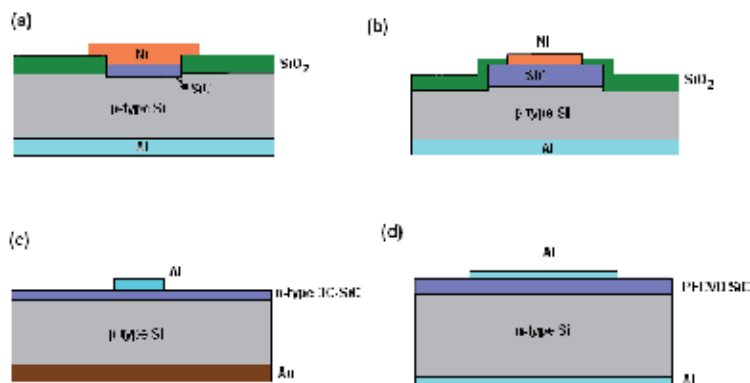 (a)
Ni
SiO2
SiC
p-type Si
Al
(b)
Ni
SiC
SiO2
p-type Si
Al
(c)
Al
n-type 3C-SiC
p-type Si
Au
(d)
Al
PECVD SiC
n-type Si
Al